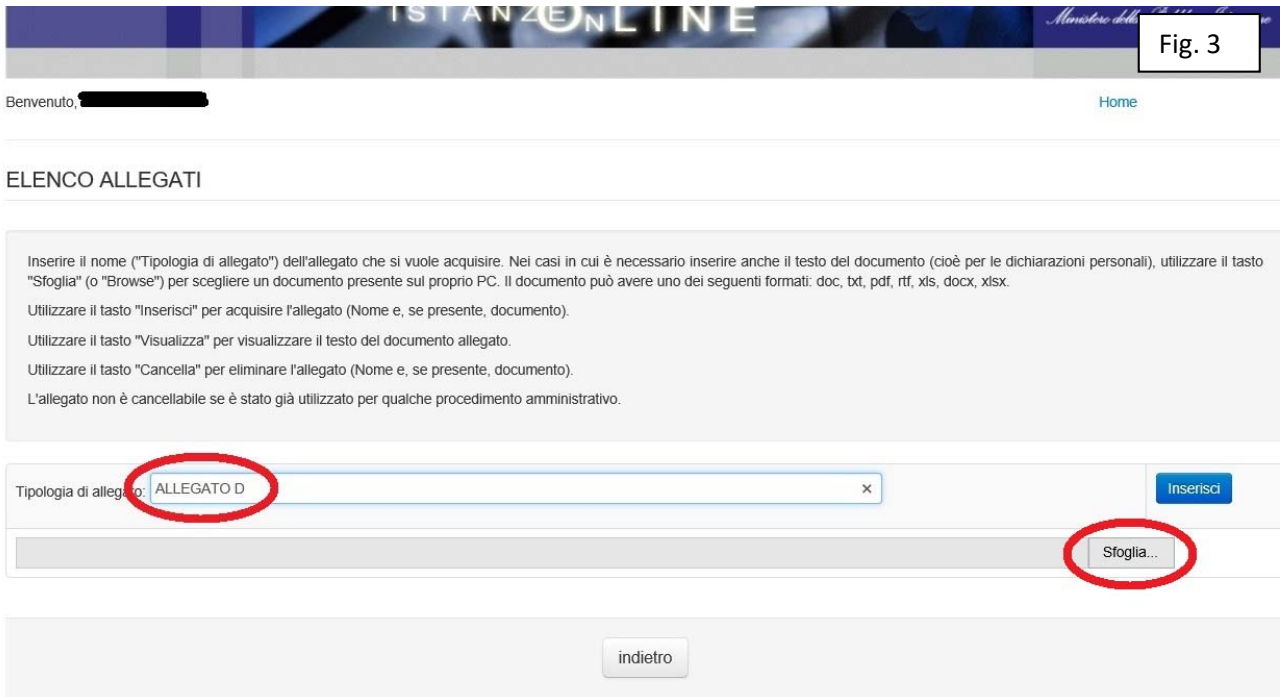 ISTANZE ON LINE
Ministero della
Fig. 3
Benvenuto,
Home
ELENCO ALLEGATI
Inserire il nome ("Tipologia di allegato") dell'allegato che si vuole acquisire. Nei casi in cui è necessario inserire anche il testo del documento (cioè per le dichiarazioni personali), utilizzare il tasto
"Sfoglia" (o "Browse") per scegliere un documento presente sul proprio PC. Il documento può avere uno dei seguenti formati: doc, txt, pdf, rtf, xls, docx, xlsx.
Utilizzare il tasto "Inserisci" per acquisire l'allegato (Nome e, se presente, documento).
Utilizzare il tasto "Visualizza" per visualizzare il testo del documento allegato.
Utilizzare il tasto "Cancella" per eliminare l'allegato (Nome e, se presente, documento).
L'allegato non è cancellabile se è stato già utilizzato per qualche procedimento amministrativo.
Tipologia di allegato: ALLEGATO D × Inserisci
Sfoglia...
indietro